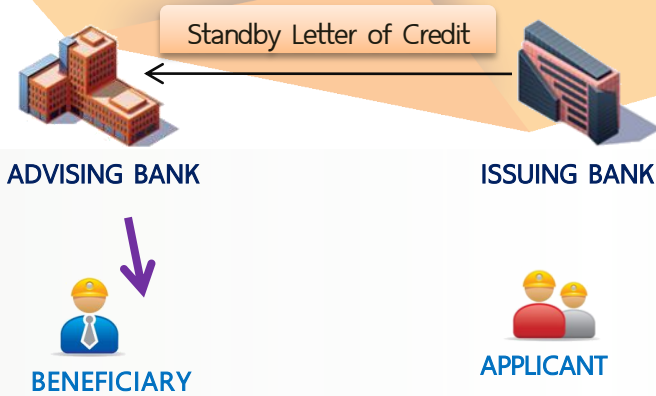 Standby Letter of Credit
ADVISING BANK
ISSUING BANK
BENEFICIARY
APPLICANT